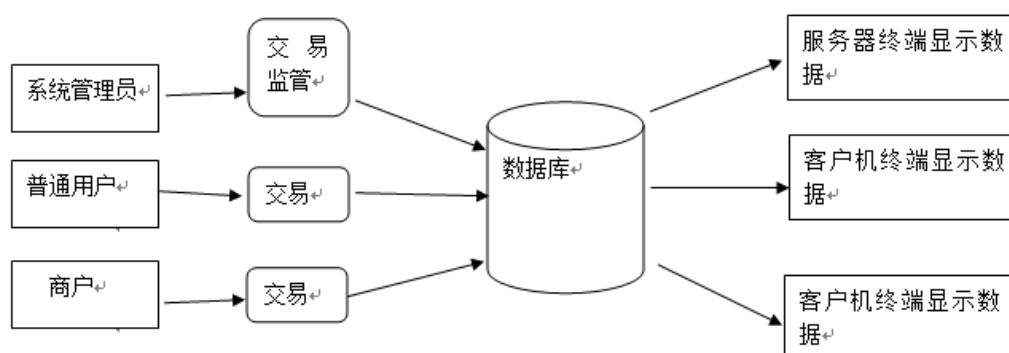 系统管理员
交 易
监管
普通用户
交易
商户
交易
数据库
服务器终端显示数
据
客户机终端显示数
据
客户机终端显示数
据